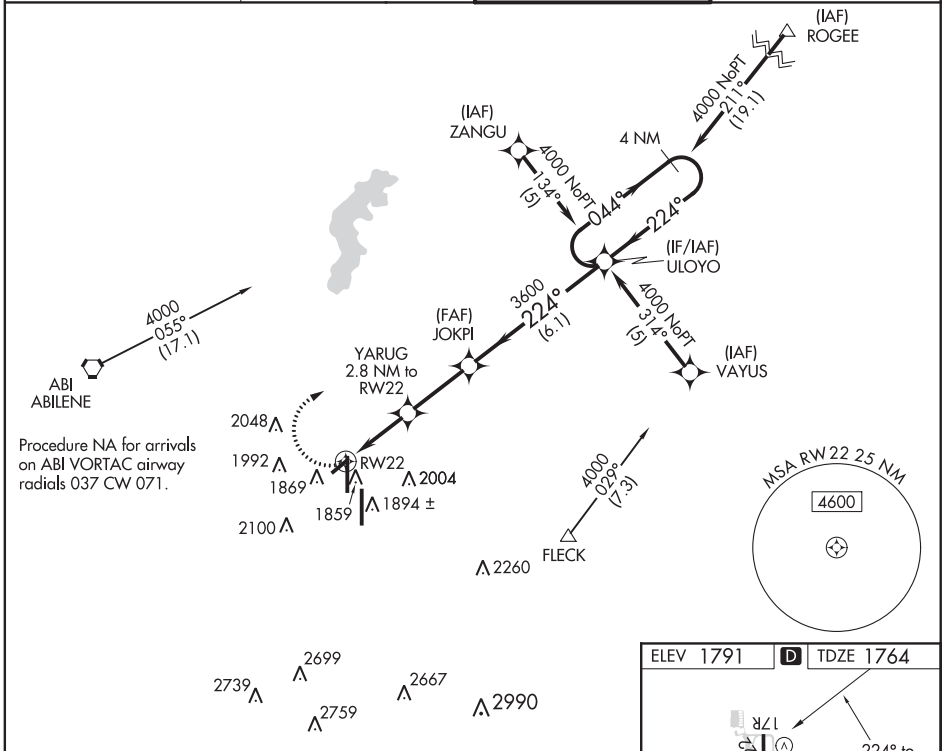 (IAF)
ROGEE
4000 NoPT
211°
(19.1)
(IAF)
ZANGU
4000 NoPT
134°
(5)
4 NM
044°
224°
(IF/IAF)
ULOYO
3600
224°
(6.1)
4000 NoPT
314°
(5)
(IAF)
VAYUS
(FAF)
JOKPI
YARUG
2.8 NM to
RW22
4000
055°
(17.1)
ABI
ABILENE
Procedure NA for arrivals
on ABI VORTAC airway
radials 037 CW 071.
2048
1992
RW22
1869
2004
1859
1894 ±
2100
4000
029°
(7.3)
FLECK
2260
MSA RW 22 25 NM
4600
2699
2739
2667
2759
2990
ELEV 1791
D
TDZE 1764
17R
22
A
224° to